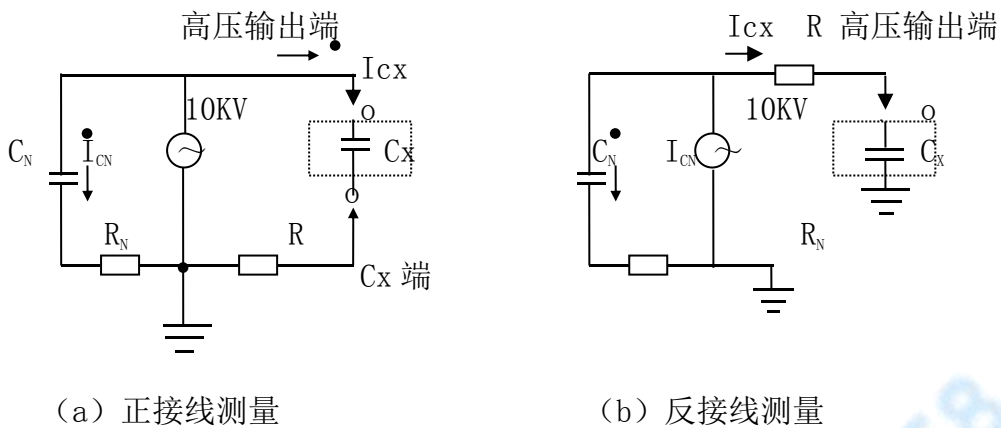 高压输出端
Icx
10KV
O
C_N
I_CN
Cx
O
R_N
R
Cx 端
(a) 正接线测量
Icx R 高压输出端
10KV
O
C_N
I_CN
C_X
R_N
(b) 反接线测量